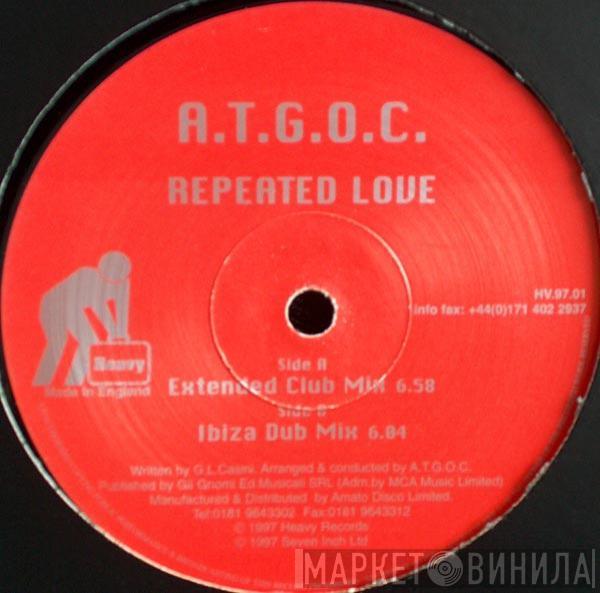 A.T.G.O.C.
REPEATED LOVE
HV.97.01
info fax: +44(0)171 402 2937
Heavy
Made in England
Side A
Extended Club Mix 6.58
Side B
Ibiza Dub Mix 6.04
Written by G.L.Casini. Arranged & conducted by A.T.G.O.C.
Published by Gli Gnomi Ed.Musicali SRL (Adm.by MCA Music Limited)
Manufactured & Distributed by Amato Disco Limited.
Tel:0181 9643302 Fax:0181 9643312
℗ 1997 Heavy Records
© 1997 Seven Inch Ltd
МАРКЕТ ВИНИЛА